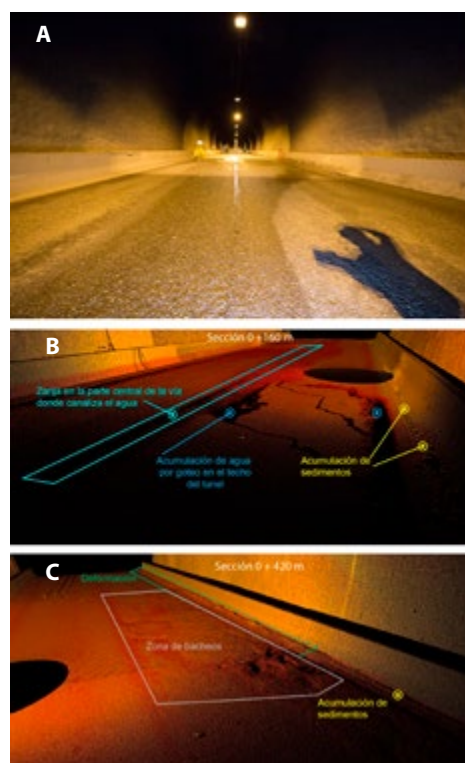 A
B
Sección 0 +160 m
Zanja en la parte central de la vía
donde canaliza el agua
Acumulación de agua
por goteo en el techo
del tunel
Acumulación de
sedimentos
C
Sección 0 + 420 m
Deformación
Zona de bacheos
Acumulación de
sedimentos